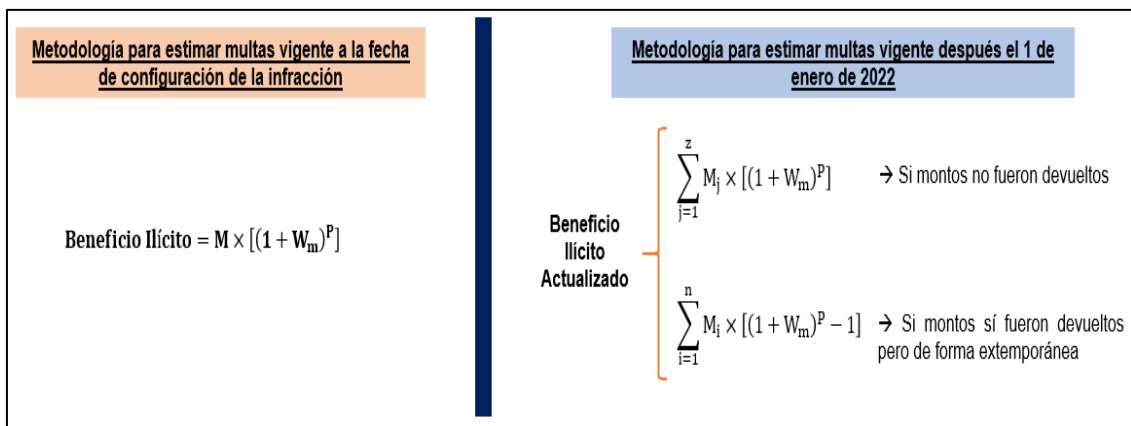 Metodología para estimar multas vigente a la fecha
de configuración de la infracción
Beneficio Ilícito = M × [(1 + Wₘ)ᴾ]
Metodología para estimar multas vigente después el 1 de
enero de 2022
Beneficio
Ilícito
Actualizado
z
∑ Mⱼ × [(1 + Wₘ)ᴾ] → Si montos no fueron devueltos
j=1
n
∑ Mᵢ × [(1 + Wₘ)ᴾ − 1] → Si montos sí fueron devueltos
pero de forma extemporánea
i=1